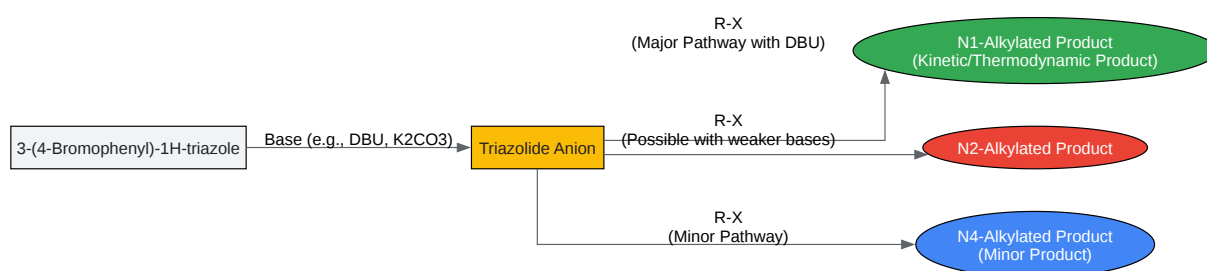 R-X
(Major Pathway with DBU)
N1-Alkylated Product
(Kinetic/Thermodynamic Product)
3-(4-Bromophenyl)-1H-triazole
Base (e.g., DBU, K2CO3)
Triazolide Anion
R-X
(Possible with weaker bases)
N2-Alkylated Product
R-X
(Minor Pathway)
N4-Alkylated Product
(Minor Product)